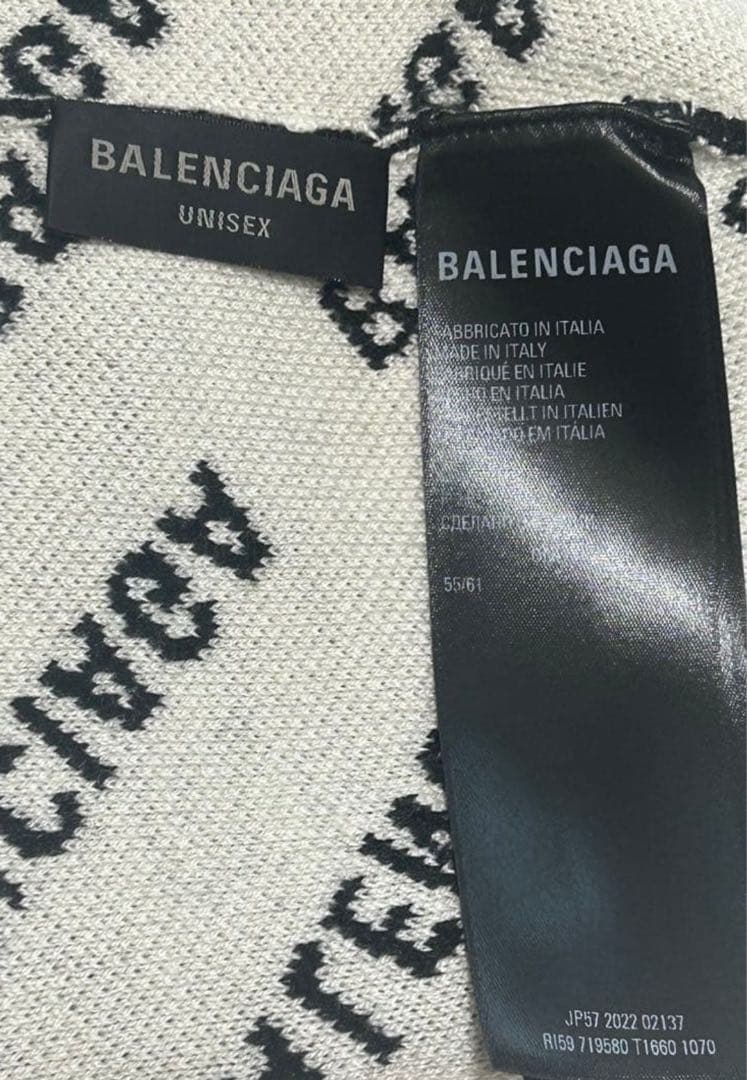 BALENCIAGA
UNISEX
BALENCIAGA
ABBRICATO IN ITALIA
MADE IN ITALY
RIQUÉ EN ITALIE
EN ITALIA
TELLT IN ITALIEN
EM ITÁLIA
55/61
JP57 2022 02137
RI59 719580 T1660 1070